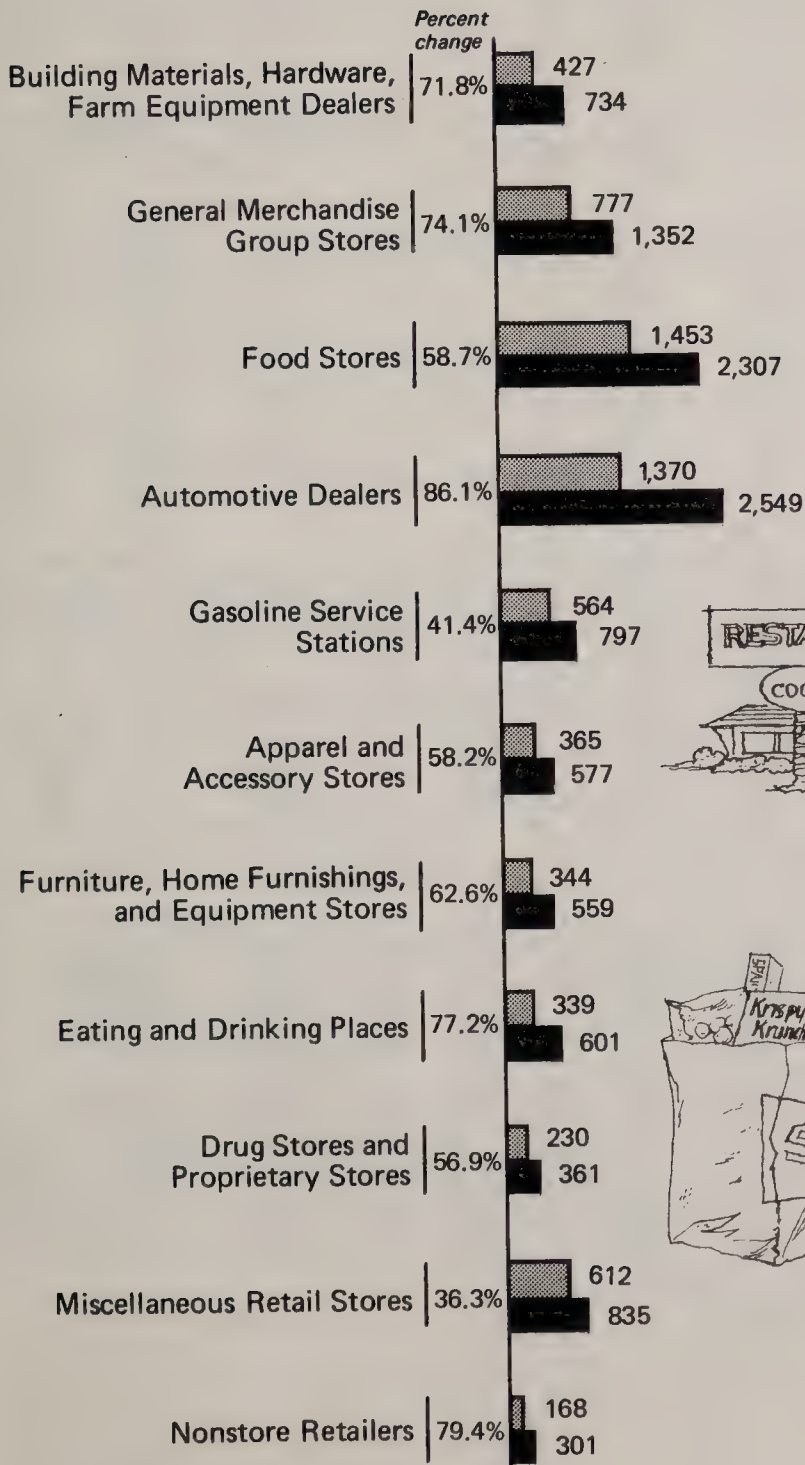 Percent
change
Building Materials, Hardware,
Farm Equipment Dealers
71.8%
427
734
General Merchandise
Group Stores
74.1%
777
1,352
Food Stores
58.7%
1,453
2,307
Automotive Dealers
86.1%
1,370
2,549
Gasoline Service
Stations
41.4%
564
797
Apparel and
Accessory Stores
58.2%
365
577
Furniture, Home Furnishings,
and Equipment Stores
62.6%
344
559
Eating and Drinking Places
77.2%
339
601
Drug Stores and
Proprietary Stores
56.9%
230
361
Miscellaneous Retail Stores
36.3%
612
835
Nonstore Retailers
79.4%
168
301
RESTA
COC
Krispy